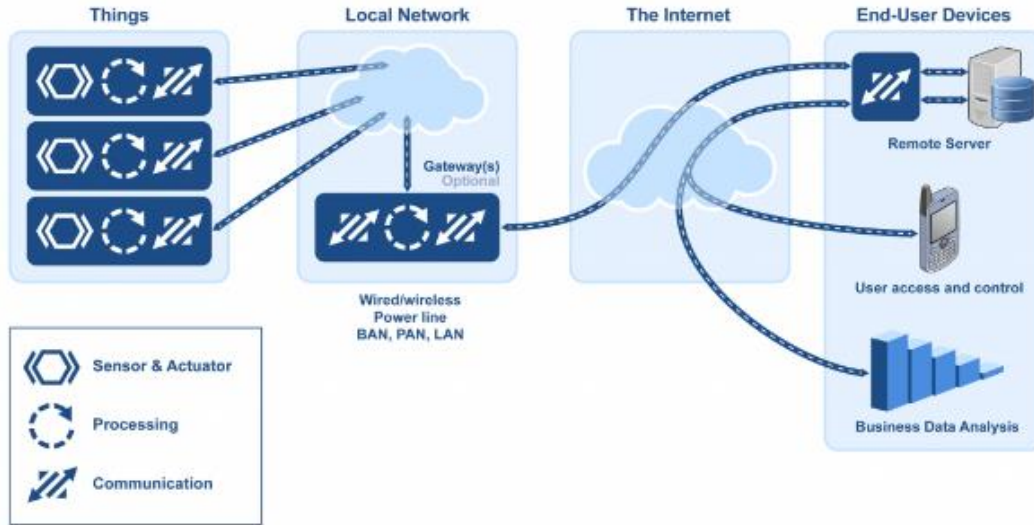 Things
Local Network
The Internet
End-User Devices
Gateway(s)
Optional
Wired/wireless
Power line
BAN, PAN, LAN
Remote Server
User access and control
Business Data Analysis
Sensor & Actuator
Processing
Communication